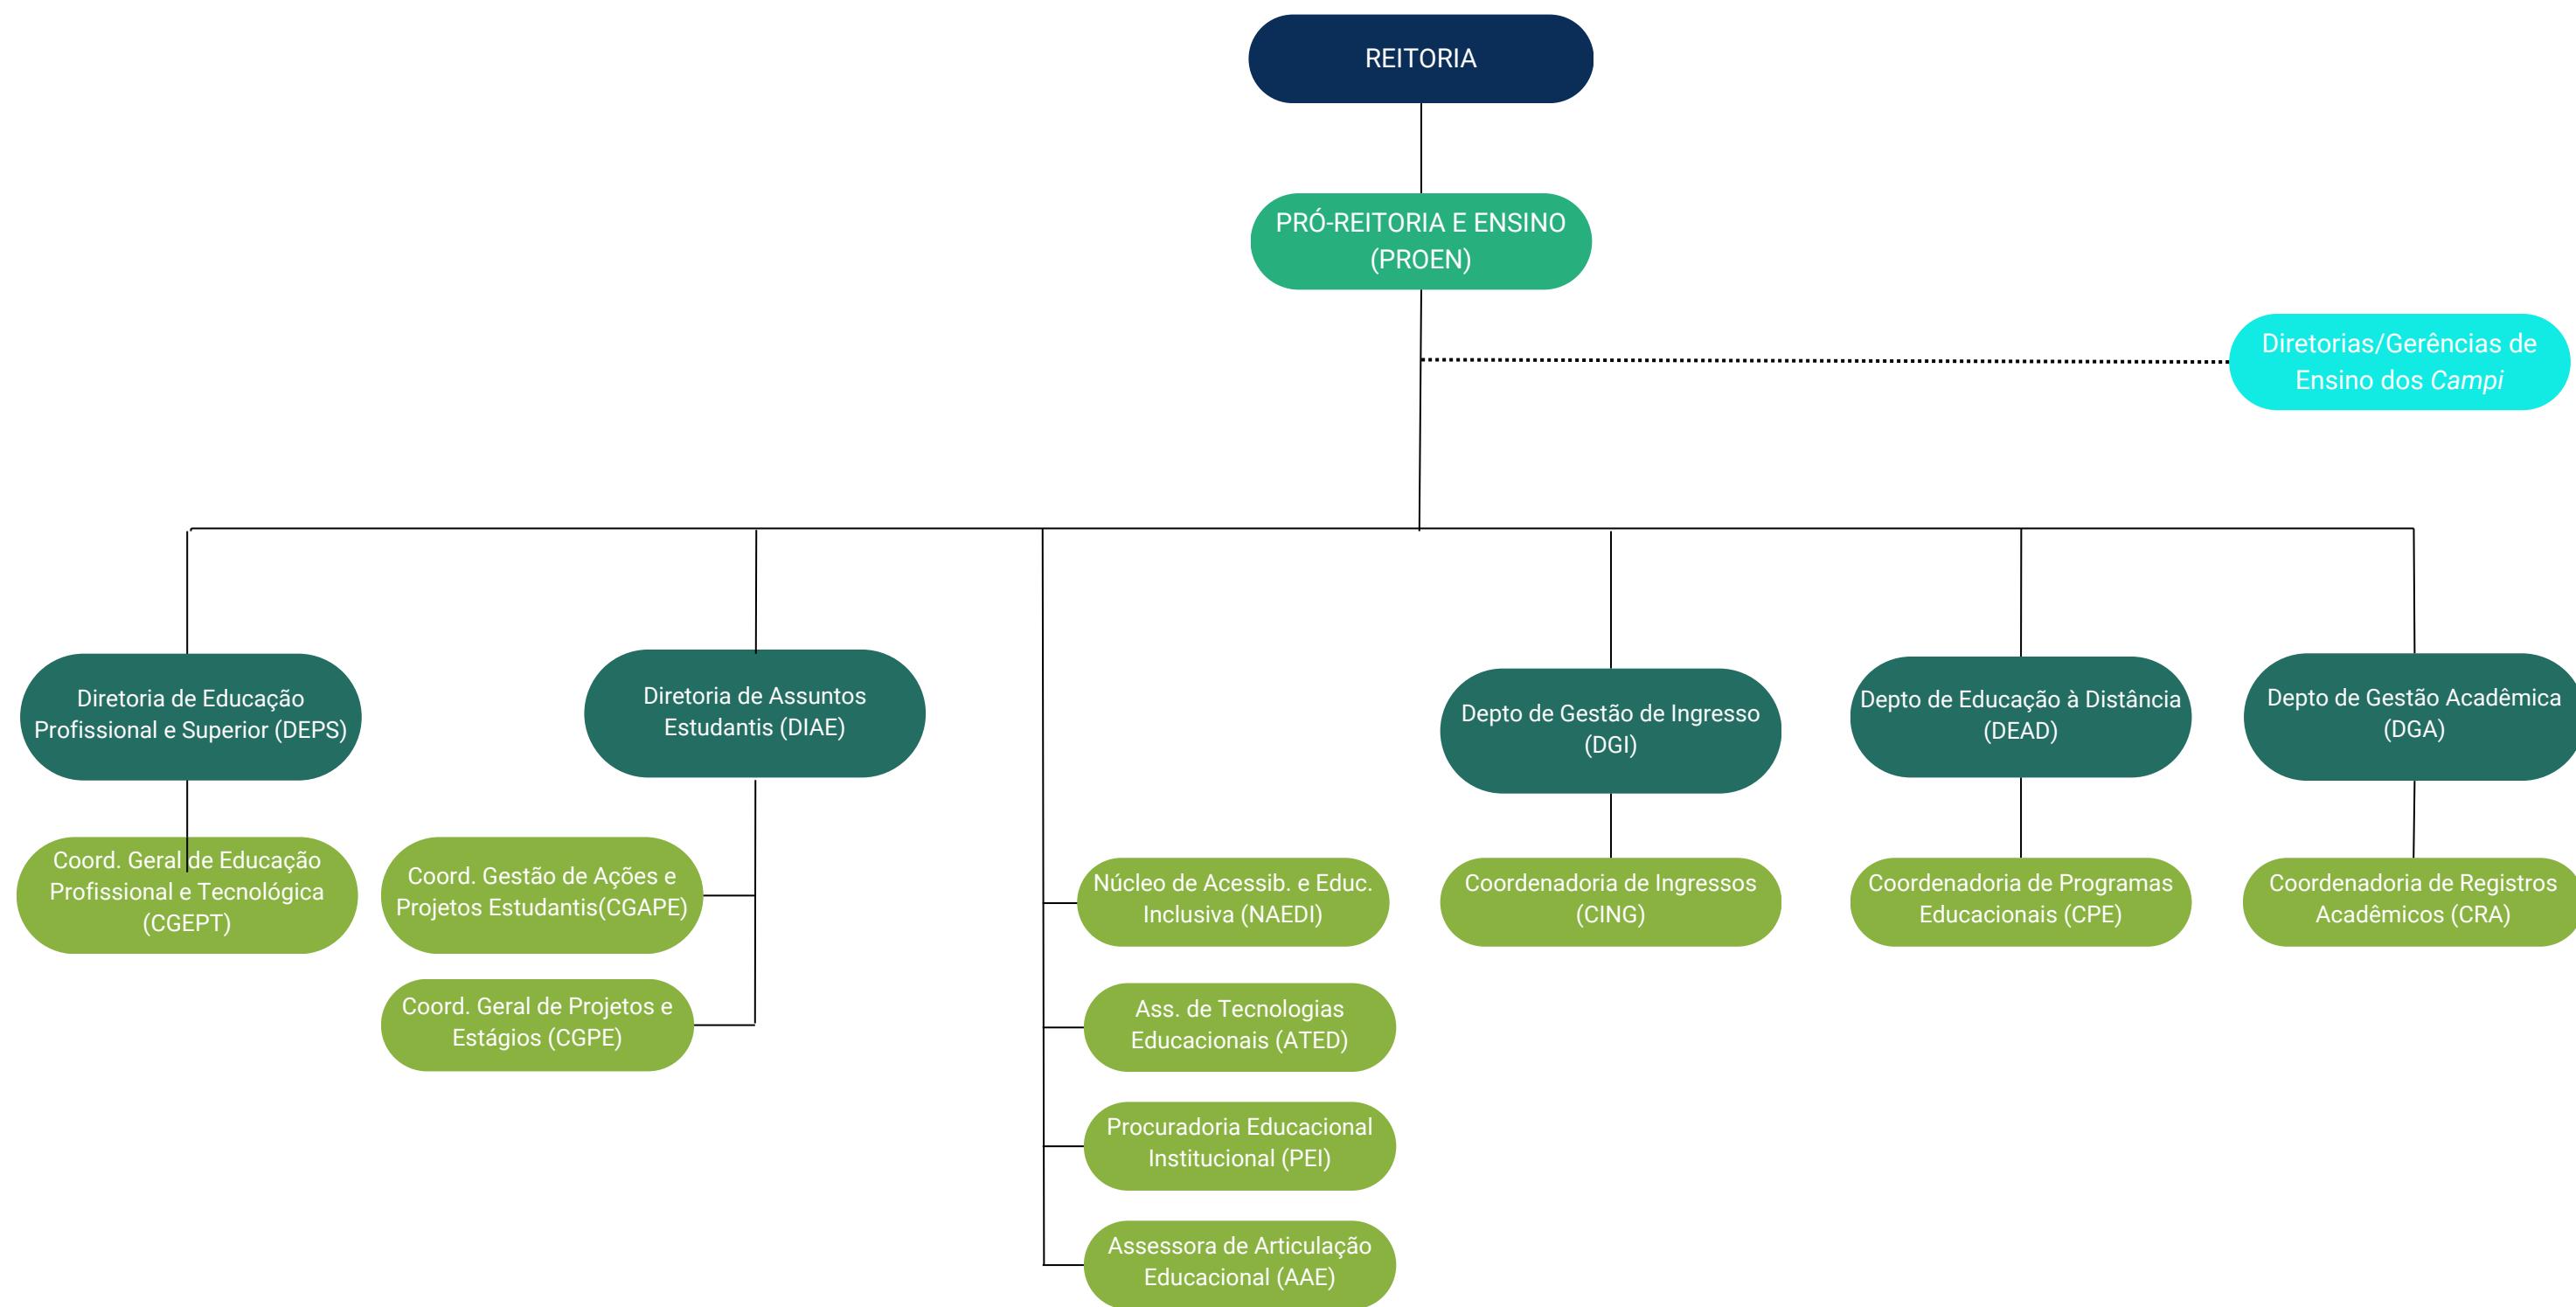 REITORIA
PRÓ-REITORIA E ENSINO
(PROEN)
Diretorias/Gerências de
Ensino dos Campi
Diretoria de Educação
Profissional e Superior (DEPS)
Diretoria de Assuntos
Estudantis (DIAE)
Depto de Gestão de Ingresso
(DGI)
Depto de Educação à Distância
(DEAD)
Depto de Gestão Acadêmica
(DGA)
Coord. Geral de Educação
Profissional e Tecnológica
(CGEPT)
Coord. Gestão de Ações e
Projetos Estudantis(CGAPE)
Coord. Geral de Projetos e
Estágios (CGPE)
Núcleo de Acessib. e Educ.
Inclusiva (NAEDI)
Ass. de Tecnologias
Educacionais (ATED)
Procuradoria Educacional
Institucional (PEI)
Assessora de Articulação
Educacional (AAE)
Coordenadoria de Ingressos
(CING)
Coordenadoria de Programas
Educacionais (CPE)
Coordenadoria de Registros
Acadêmicos (CRA)